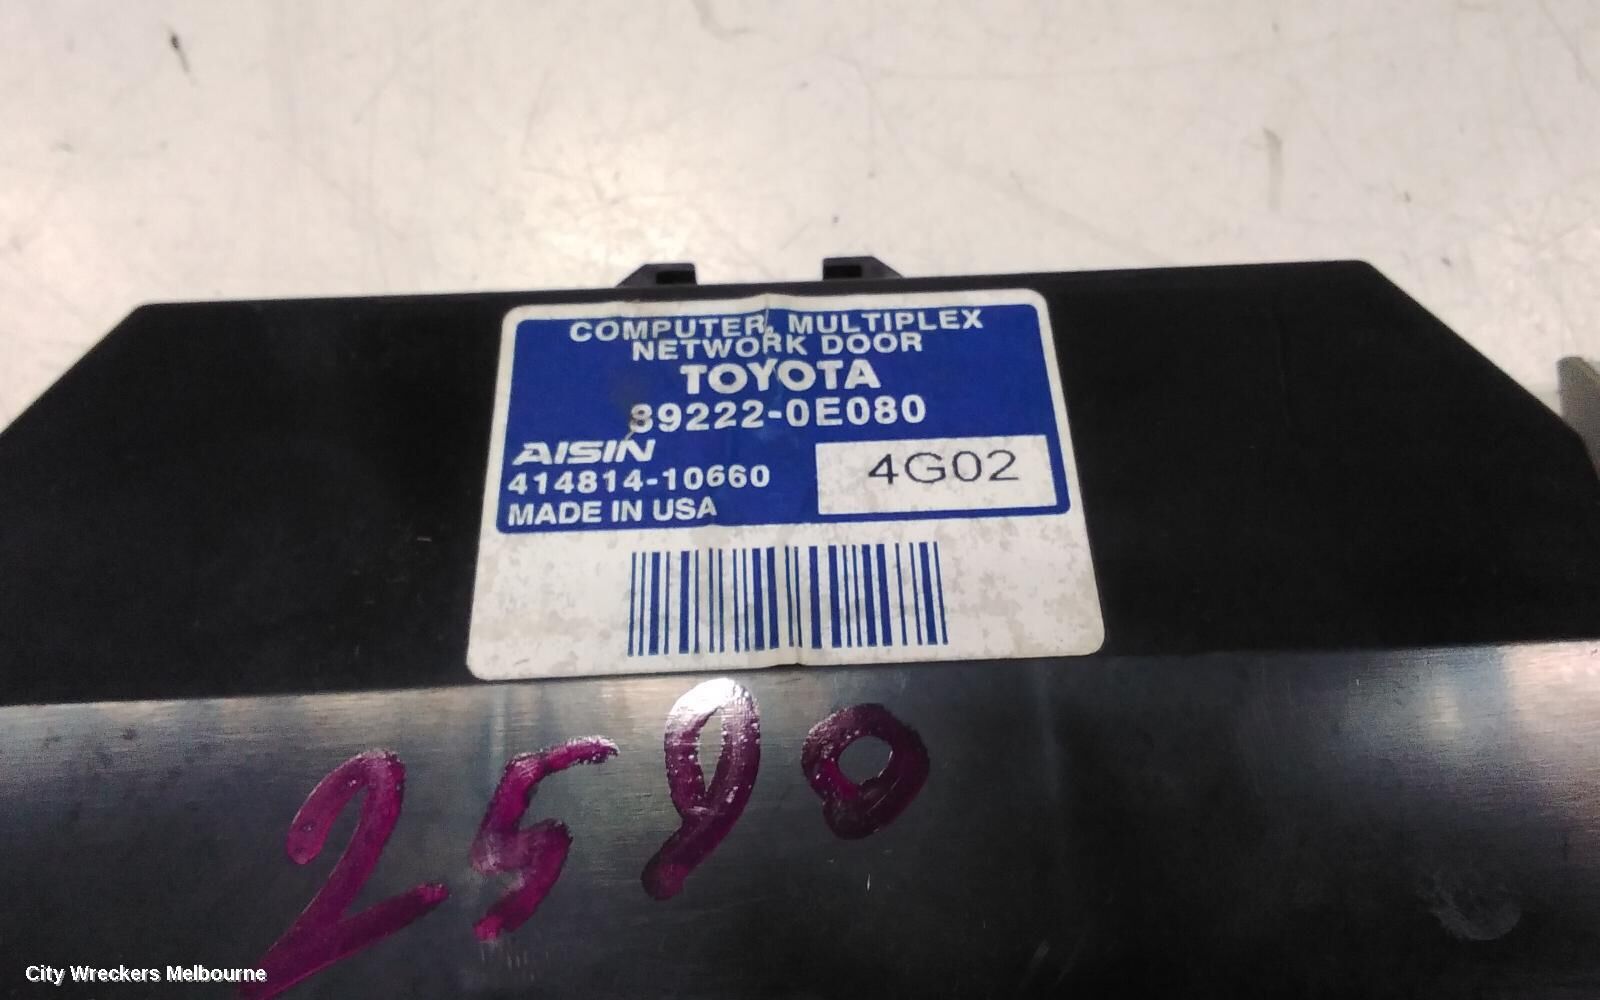 COMPUTER, MULTIPLEX
NETWORK DOOR
TOYOTA
89222-0E080
AISIN
414814-10660
4G02
MADE IN USA
2590
City Wreckers Melbourne